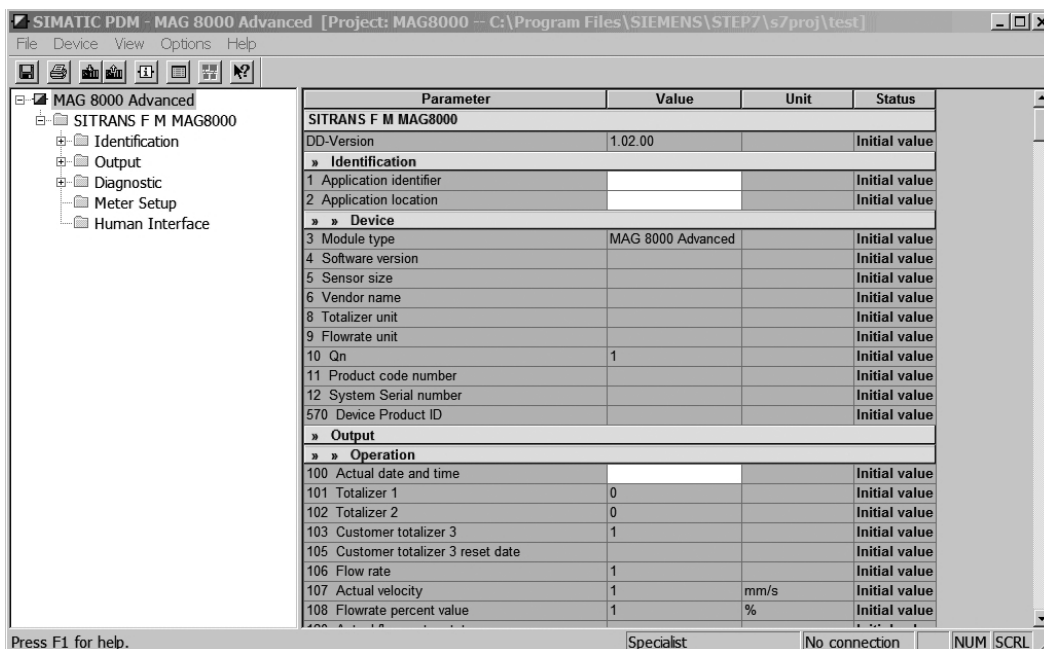 SIMATIC PDM - MAG 8000 Advanced [Project: MAG8000 -- C:\Program Files\SIEMENS\STEP7\s7proj\test]
File Device View Options Help
MAG 8000 Advanced
SITRANS F M MAG8000
Identification
Output
Diagnostic
Meter Setup
Human Interface
Parameter Value Unit Status
SITRANS F M MAG8000
DD-Version 1.02.00 Initial value
» Identification
1 Application identifier Initial value
2 Application location Initial value
» » Device
3 Module type MAG 8000 Advanced Initial value
4 Software version Initial value
5 Sensor size Initial value
6 Vendor name Initial value
8 Totalizer unit Initial value
9 Flowrate unit Initial value
10 Qn 1 Initial value
11 Product code number Initial value
12 System Serial number Initial value
570 Device Product ID Initial value
» Output
» » Operation
100 Actual date and time Initial value
101 Totalizer 1 0 Initial value
102 Totalizer 2 0 Initial value
103 Customer totalizer 3 1 Initial value
105 Customer totalizer 3 reset date Initial value
106 Flow rate 1 Initial value
107 Actual velocity 1 mm/s Initial value
108 Flowrate percent value 1 % Initial value
Press F1 for help. Specialist No connection NUM SCRL